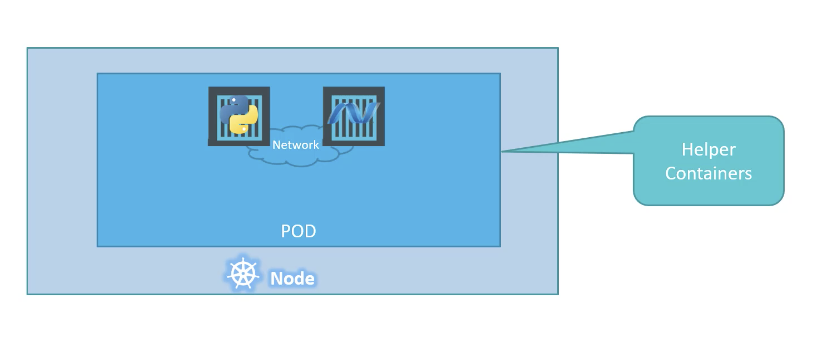 Network
Helper
Containers
POD
Node